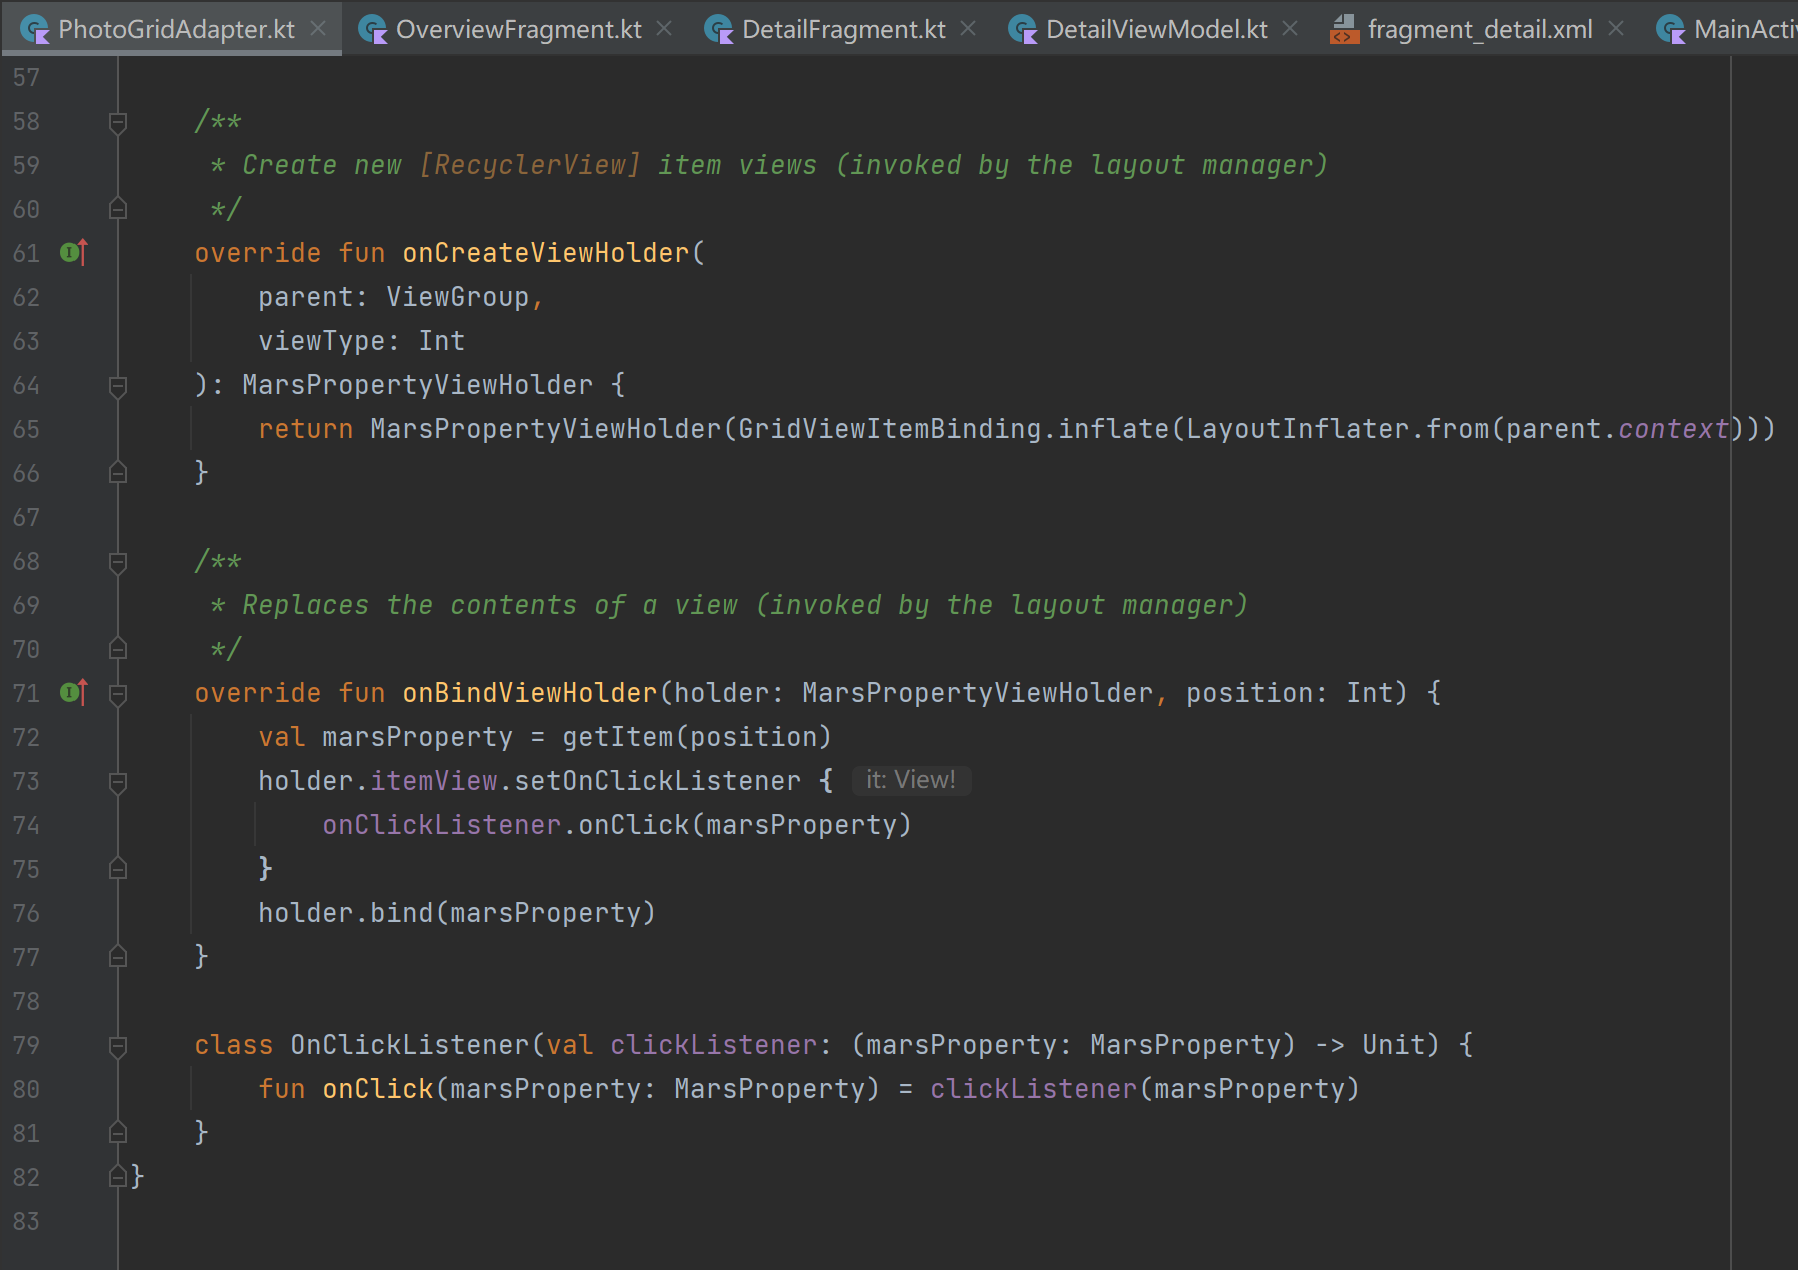 PhotoGridAdapter.kt OverviewFragment.kt DetailFragment.kt DetailViewModel.kt fragment_detail.xml MainActiv
57
58 /**
59 * Create new [RecyclerView] item views (invoked by the layout manager)
60 */
61 override fun onCreateViewHolder(
62 parent: ViewGroup,
63 viewType: Int
64 ): MarsPropertyViewHolder {
65 return MarsPropertyViewHolder(GridViewItemBinding.inflate(LayoutInflater.from(parent.context)))
66 }
67
68 /**
69 * Replaces the contents of a view (invoked by the layout manager)
70 */
71 override fun onBindViewHolder(holder: MarsPropertyViewHolder, position: Int) {
72 val marsProperty = getItem(position)
73 holder.itemView.setOnClickListener { it: View!
74 onClickListener.onClick(marsProperty)
75 }
76 holder.bind(marsProperty)
77 }
78
79 class OnClickListener(val clickListener: (marsProperty: MarsProperty) -> Unit) {
80 fun onClick(marsProperty: MarsProperty) = clickListener(marsProperty)
81 }
82 }
83